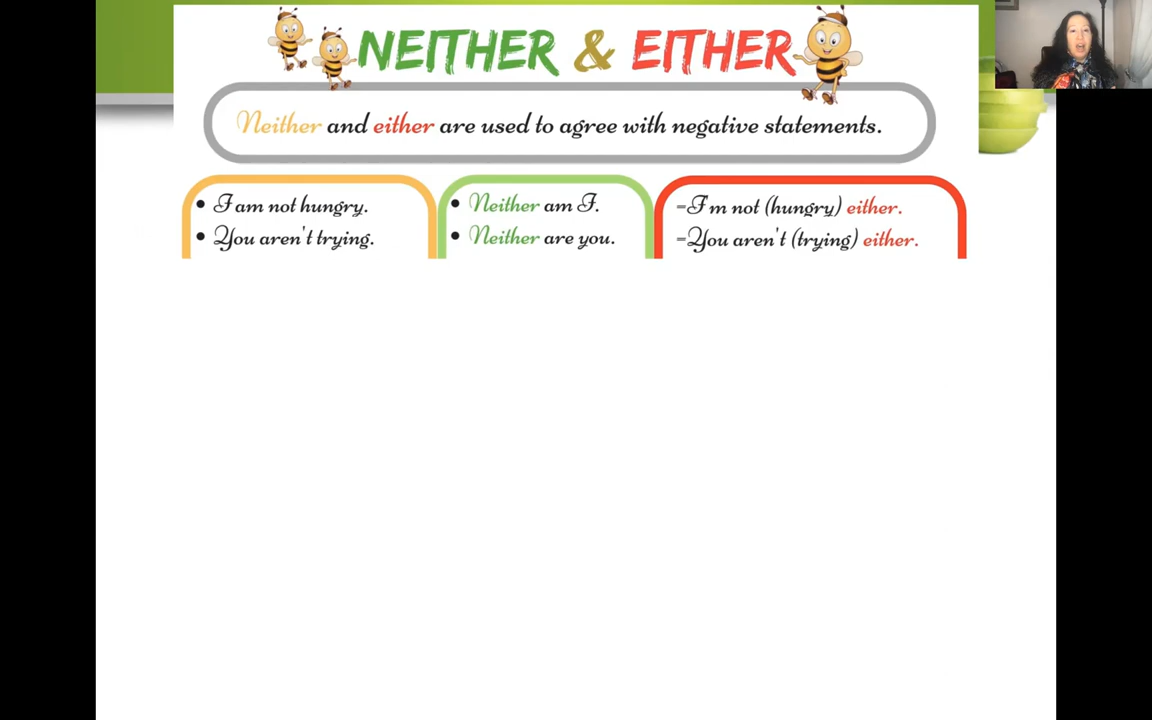 NEITHER & EITHER
Neither and either are used to agree with negative statements.
• I am not hungry.
• You aren't trying.
• Neither am I.
• Neither are you.
=I'm not (hungry) either.
=You aren't (trying) either.